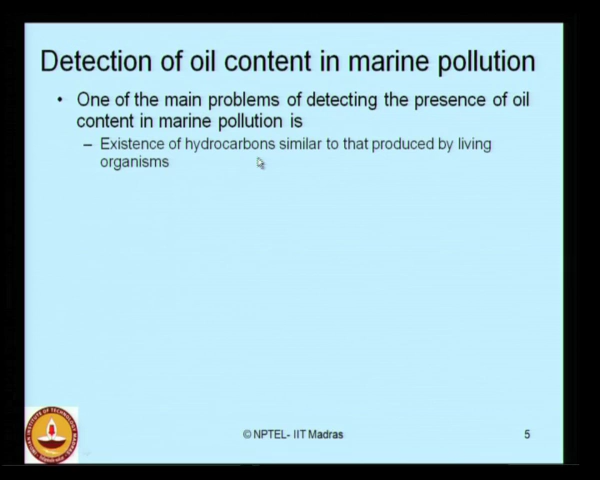 Detection of oil content in marine pollution
• One of the main problems of detecting the presence of oil
content in marine pollution is
– Existence of hydrocarbons similar to that produced by living
organisms
© NPTEL- IIT Madras
5